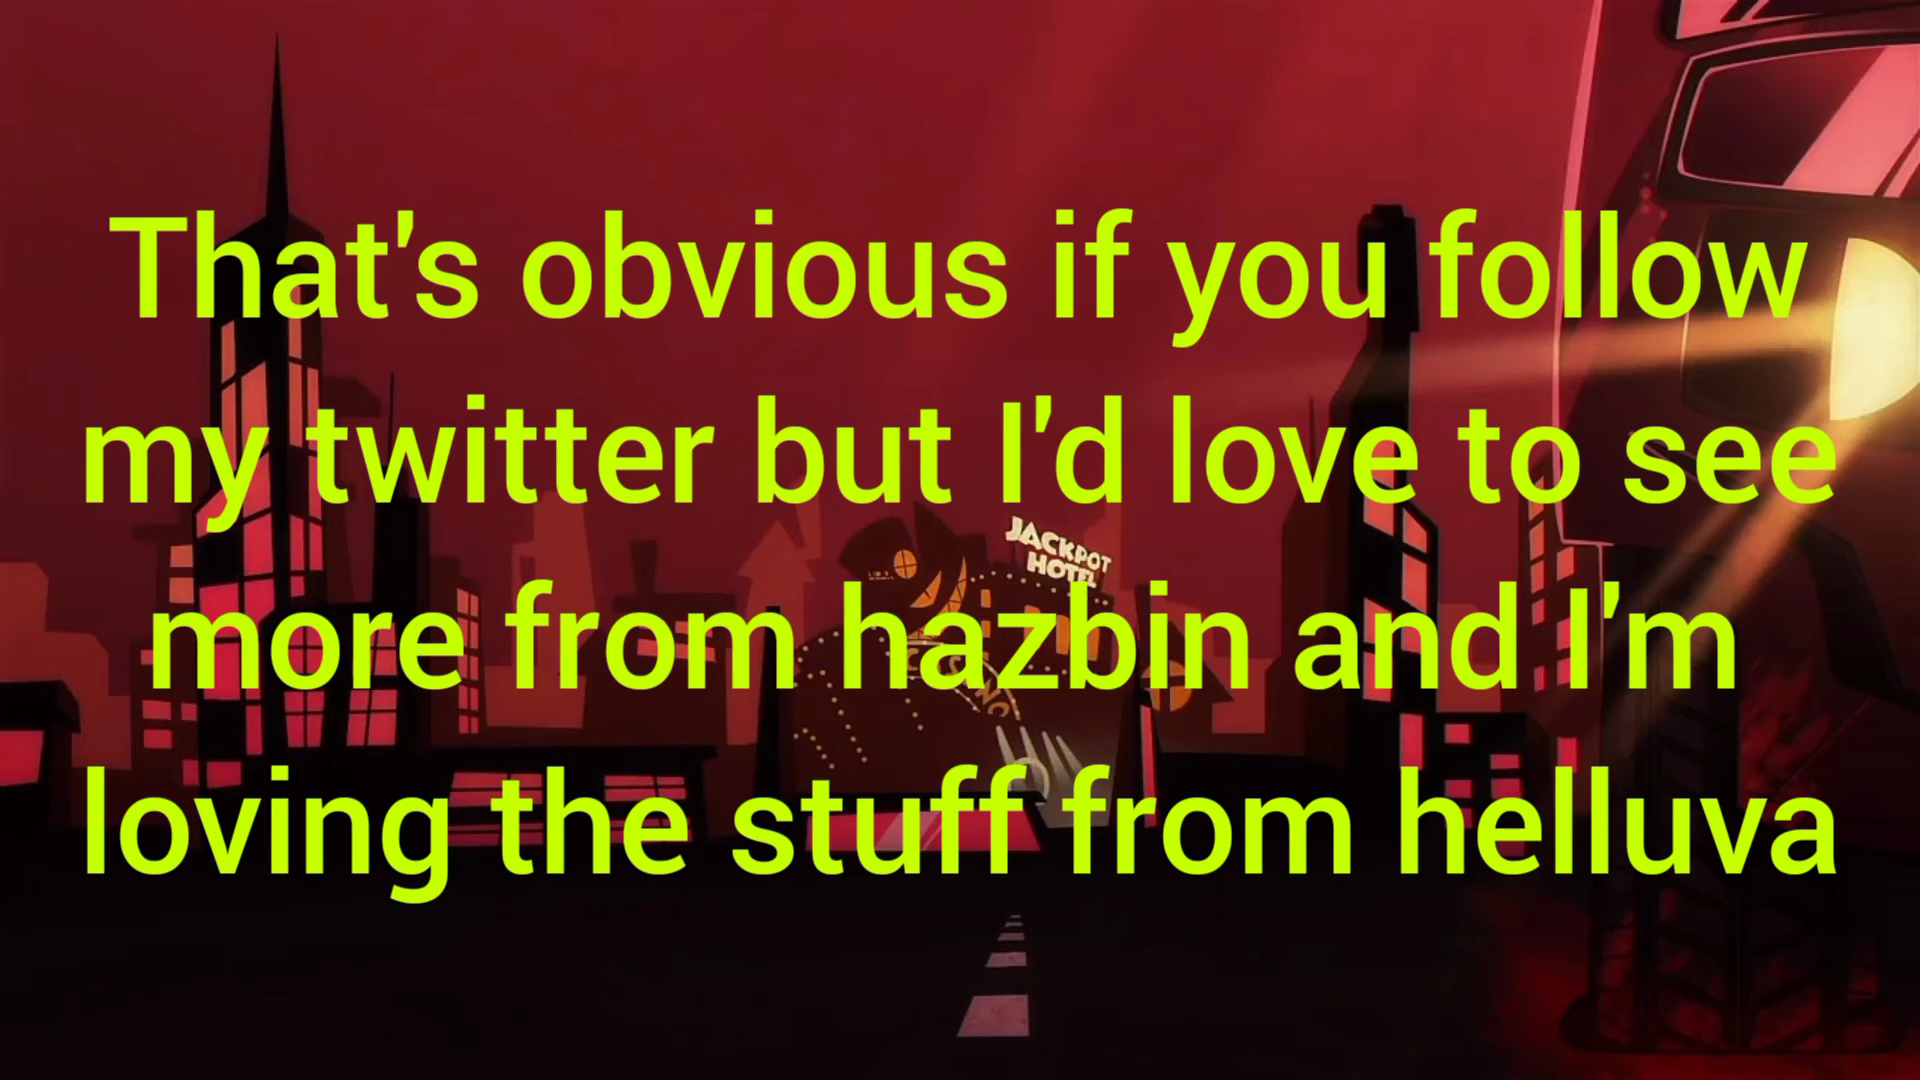 That's obvious if you follow
my twitter but I'd love to see
JACKPOT
HOTEL
more from hazbin and I'm
loving the stuff from helluva